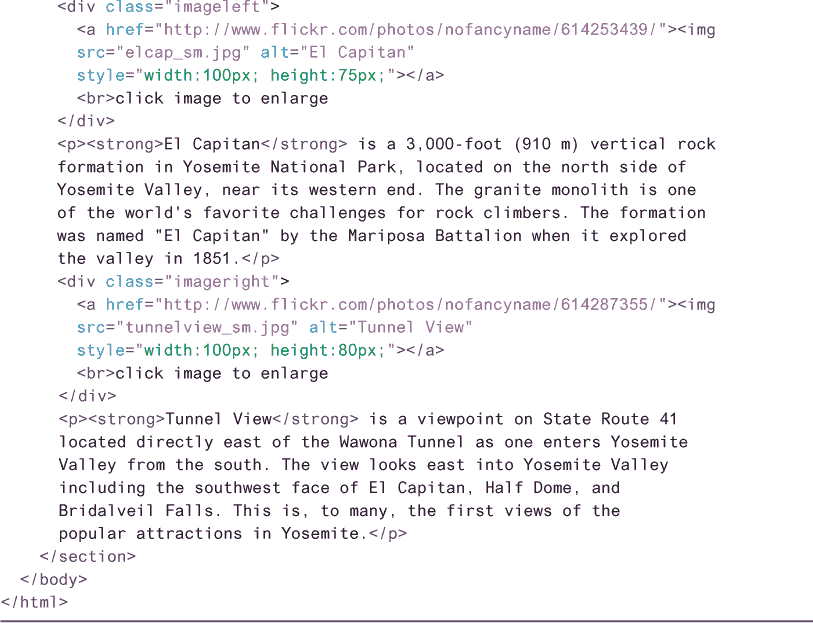 <div class="imageleft">
<a href="http://www.flickr.com/photos/nofancyname/614253439/"><img
src="elcap_sm.jpg" alt="El Capitan"
style="width:100px; height:75px;"></a>
<br>click image to enlarge
</div>
<p><strong>El Capitan</strong> is a 3,000-foot (910 m) vertical rock
formation in Yosemite National Park, located on the north side of
Yosemite Valley, near its western end. The granite monolith is one
of the world's favorite challenges for rock climbers. The formation
was named "El Capitan" by the Mariposa Battalion when it explored
the valley in 1851.</p>
<div class="imageright">
<a href="http://www.flickr.com/photos/nofancyname/614287355/"><img
src="tunnelview_sm.jpg" alt="Tunnel View"
style="width:100px; height:80px;"></a>
<br>click image to enlarge
</div>
<p><strong>Tunnel View</strong> is a viewpoint on State Route 41
located directly east of the Wawona Tunnel as one enters Yosemite
Valley from the south. The view looks east into Yosemite Valley
including the southwest face of El Capitan, Half Dome, and
Bridalveil Falls. This is, to many, the first views of the
popular attractions in Yosemite.</p>
</section>
</body>
</html>